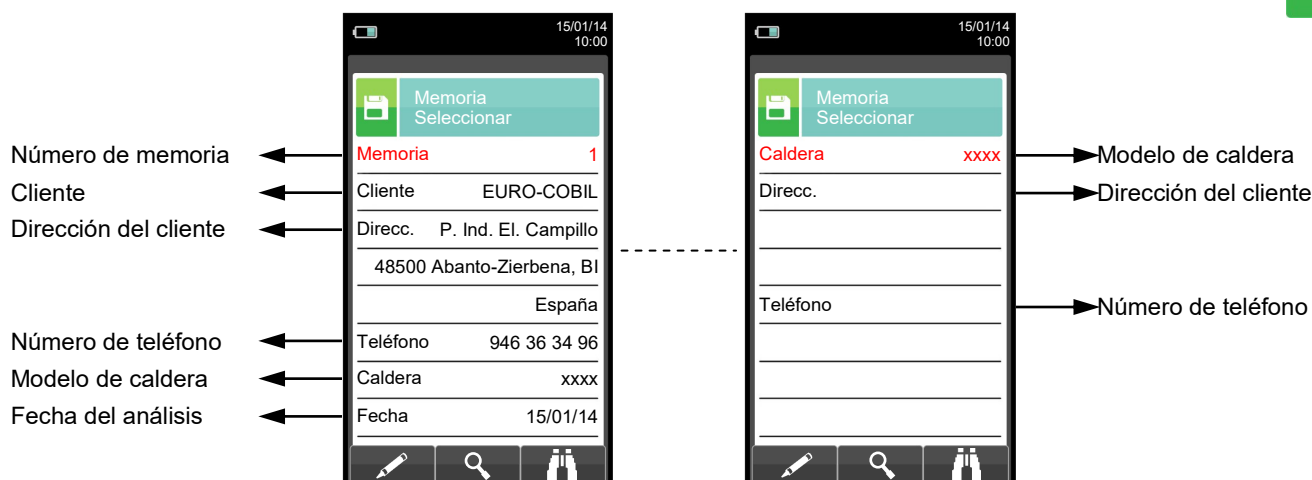 15/01/14
10:00
Memoria
Seleccionar
Número de memoria
Memoria 1
Cliente
Cliente EURO-COBIL
Dirección del cliente
Direcc. P. Ind. El. Campillo
48500 Abanto-Zierbena, BI
España
Número de teléfono
Teléfono 946 36 34 96
Modelo de caldera
Caldera xxxx
Fecha del análisis
Fecha 15/01/14
15/01/14
10:00
Memoria
Seleccionar
Caldera xxxx
Modelo de caldera
Direcc.
Dirección del cliente
Teléfono
Número de teléfono